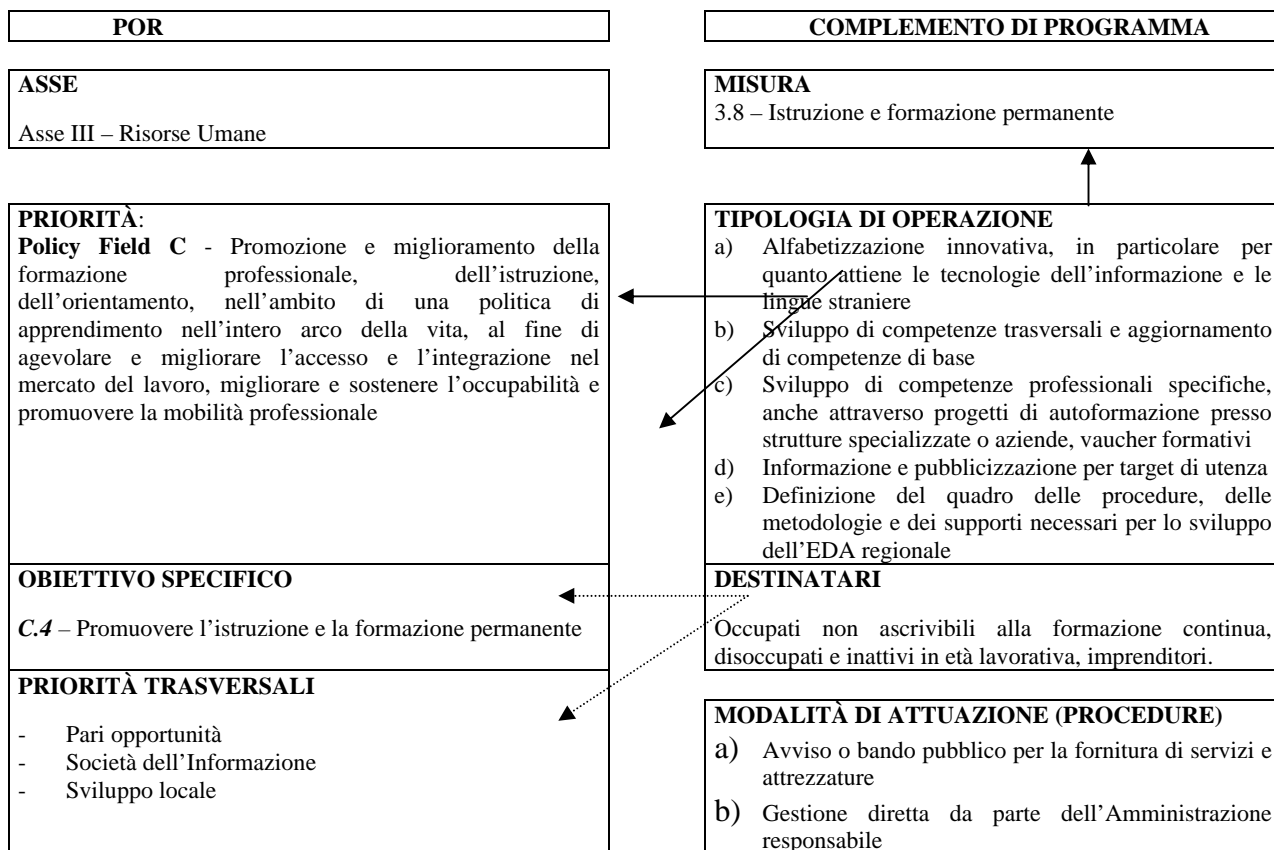 POR
COMPLEMENTO DI PROGRAMMA
ASSE
Asse III – Risorse Umane
MISURA
3.8 – Istruzione e formazione permanente
PRIORITÀ:
Policy Field C - Promozione e miglioramento della
formazione professionale, dell'istruzione,
dell'orientamento, nell'ambito di una politica di
apprendimento nell'intero arco della vita, al fine di
agevolare e migliorare l'accesso e l'integrazione nel
mercato del lavoro, migliorare e sostenere l'occupabilità e
promuovere la mobilità professionale
TIPOLOGIA DI OPERAZIONE
a) Alfabetizzazione innovativa, in particolare per
quanto attiene le tecnologie dell'informazione e le
lingue straniere
b) Sviluppo di competenze trasversali e aggiornamento
di competenze di base
c) Sviluppo di competenze professionali specifiche,
anche attraverso progetti di autoformazione presso
strutture specializzate o aziende, vaucher formativi
d) Informazione e pubblicizzazione per target di utenza
e) Definizione del quadro delle procedure, delle
metodologie e dei supporti necessari per lo sviluppo
dell'EDA regionale
OBIETTIVO SPECIFICO
C.4 – Promuovere l'istruzione e la formazione permanente
DESTINATARI
Occupati non ascrivibili alla formazione continua,
disoccupati e inattivi in età lavorativa, imprenditori.
PRIORITÀ TRASVERSALI
- Pari opportunità
- Società dell'Informazione
- Sviluppo locale
MODALITÀ DI ATTUAZIONE (PROCEDURE)
a) Avviso o bando pubblico per la fornitura di servizi e
attrezzature
b) Gestione diretta da parte dell'Amministrazione
responsabile